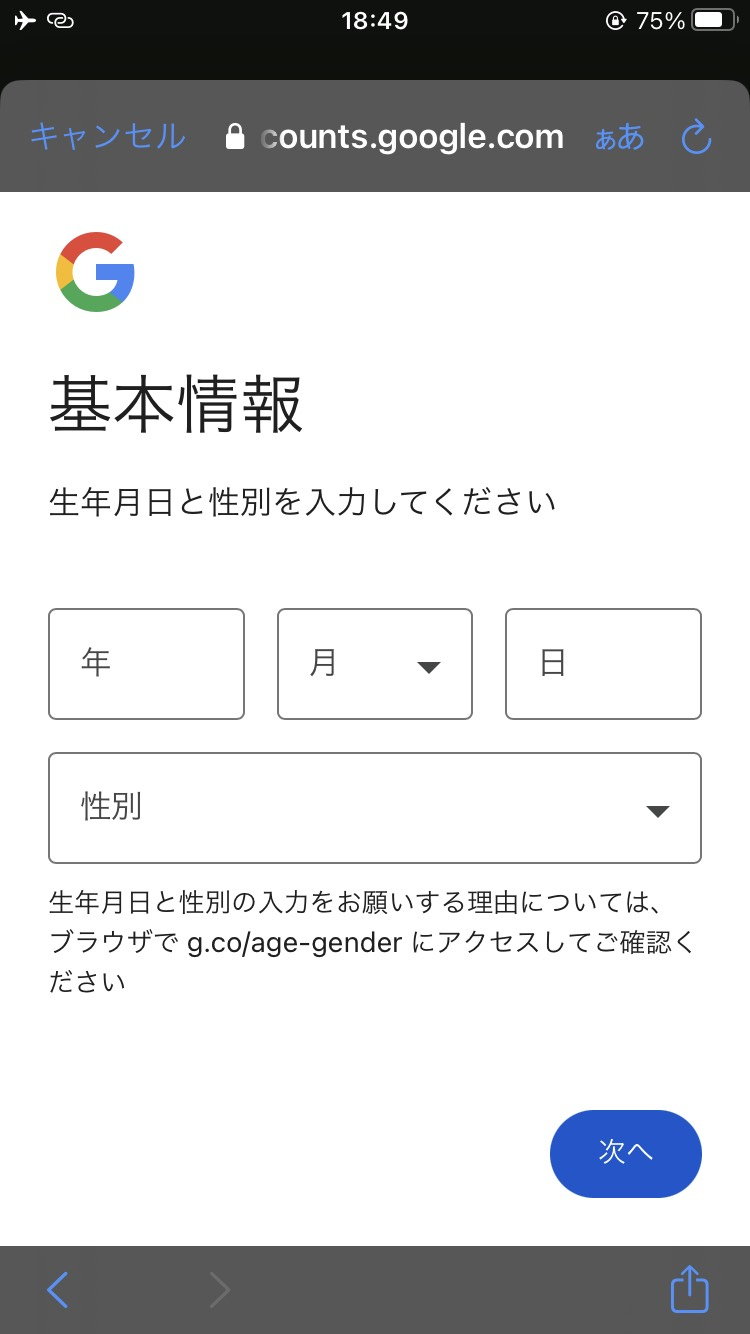 18:49
75%
キャンセル
counts.google.com
ぁあ
基本情報
生年月日と性別を入力してください
年
月
日
性別
生年月日と性別の入力をお願いする理由については、
ブラウザで g.co/age-gender にアクセスしてご確認く
ださい
次へ